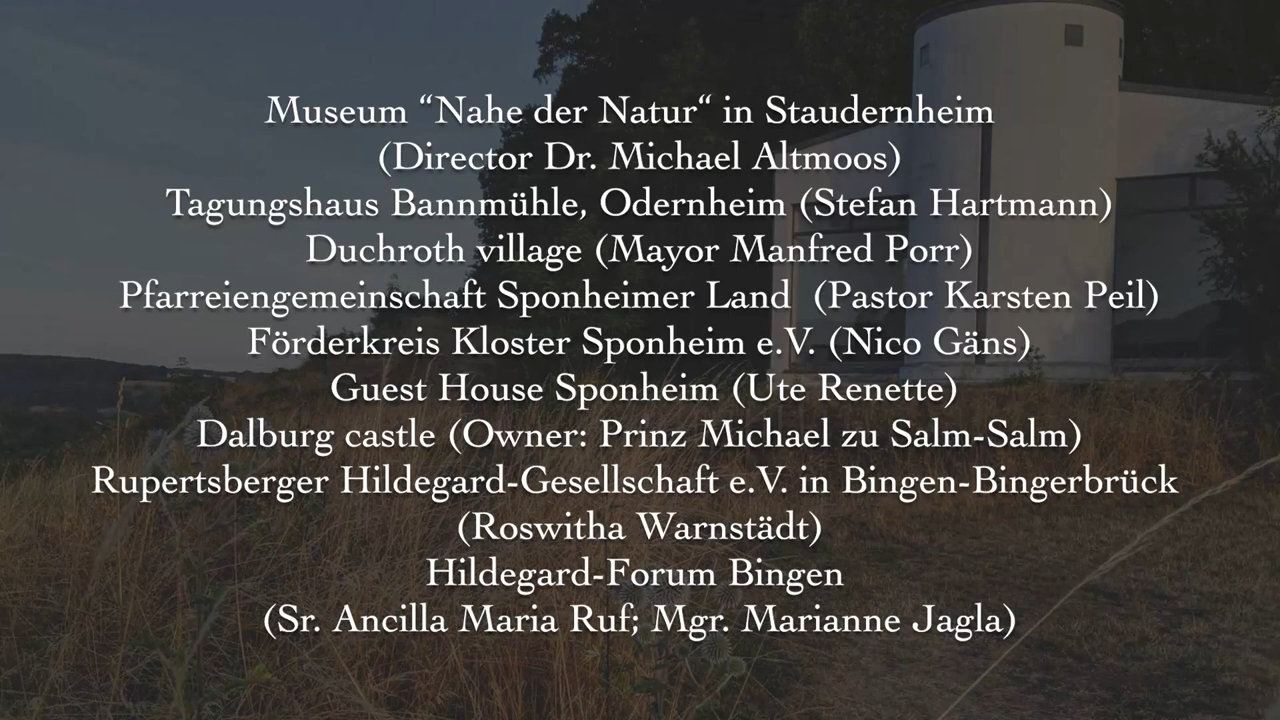 Museum “Nahe der Natur“ in Staudernheim
(Director Dr. Michael Altmoos)
Tagungshaus Bannmühle, Odernheim (Stefan Hartmann)
Duchroth village (Mayor Manfred Porr)
Pfarreiengemeinschaft Sponheimer Land  (Pastor Karsten Peil)
Förderkreis Kloster Sponheim e.V. (Nico Gäns)
Guest House Sponheim (Ute Renette)
Dalburg castle (Owner: Prinz Michael zu Salm-Salm)
Rupertsberger Hildegard-Gesellschaft e.V. in Bingen-Bingerbrück
(Roswitha Warnstädt)
Hildegard-Forum Bingen
(Sr. Ancilla Maria Ruf; Mgr. Marianne Jagla)